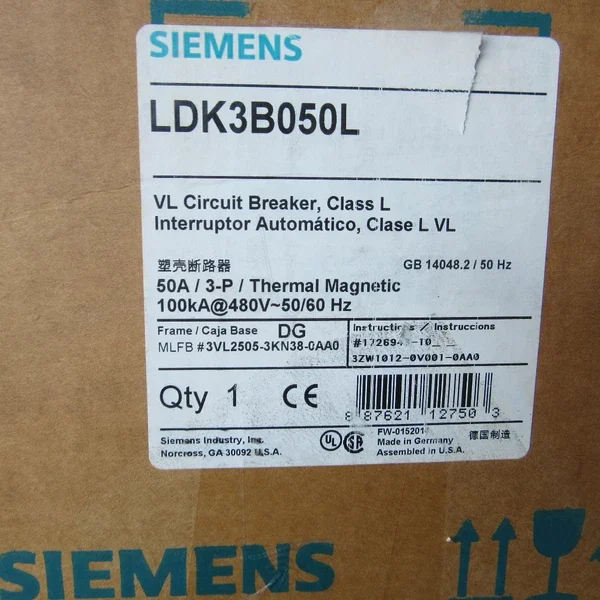 SIEMENS
LDK3B050L
VL Circuit Breaker, Class L
Interruptor Automático, Clase L VL
塑壳断路器 GB 14048.2 / 50 Hz
50A / 3-P / Thermal Magnetic
100kA@480V~50/60 Hz
Frame / Caja Base DG Instructions / Instrucciones
MLFB #3VL2505-3KN38-0AA0
3ZW1012-0V001-0AA0
Qty 1 CE
8 87621 12750 3
FW-015201
Siemens Industry, Inc. UL SA Made in Germany 德国制造
Norcross, GA 30092 U.S.A. Assembled in U.S.A.
SIEMENS